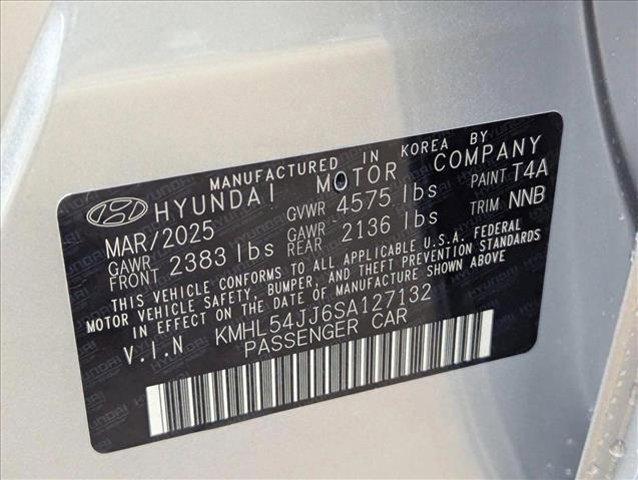 MANUFACTURED IN KOREA BY
HYUNDAI MOTOR COMPANY
MAR/2025 GVWR 4575 lbs PAINT T4A
GAWR FRONT 2383 lbs GAWR REAR 2136 lbs TRIM NNB
THIS VEHICLE CONFORMS TO ALL APPLICABLE U.S.A. FEDERAL
MOTOR VEHICLE SAFETY, BUMPER, AND THEFT PREVENTION STANDARDS
IN EFFECT ON THE DATE OF MANUFACTURE SHOWN ABOVE
V.I.N KMHL54JJ6SA127132
PASSENGER CAR